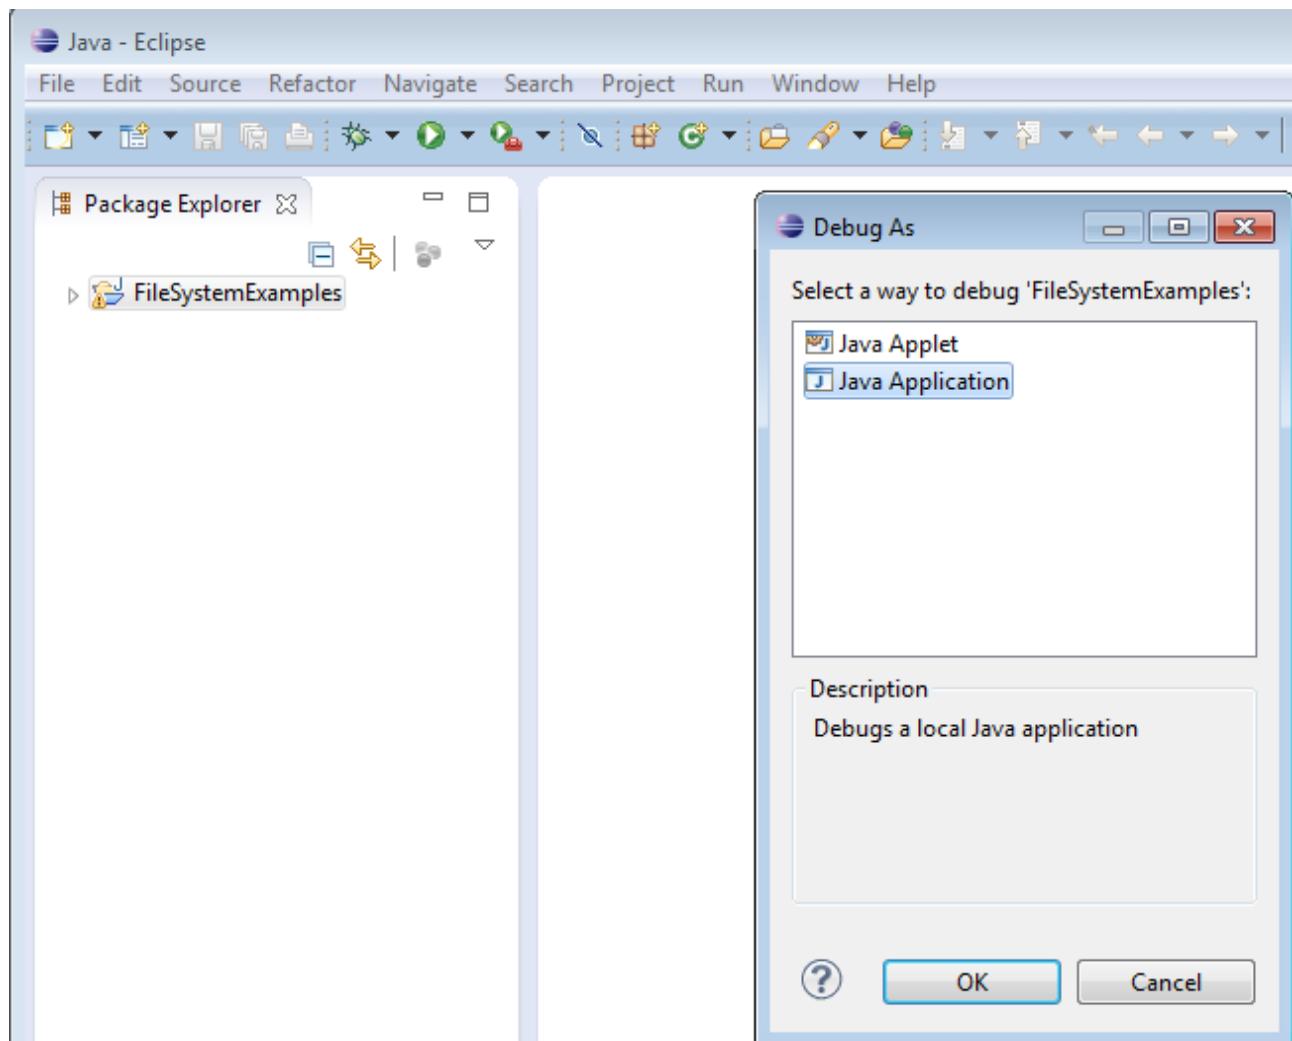 Java - Eclipse
File Edit Source Refactor Navigate Search Project Run Window Help
Package Explorer
FileSystemExamples
Debug As
Select a way to debug 'FileSystemExamples':
Java Applet
Java Application
Description
Debugs a local Java application
OK Cancel